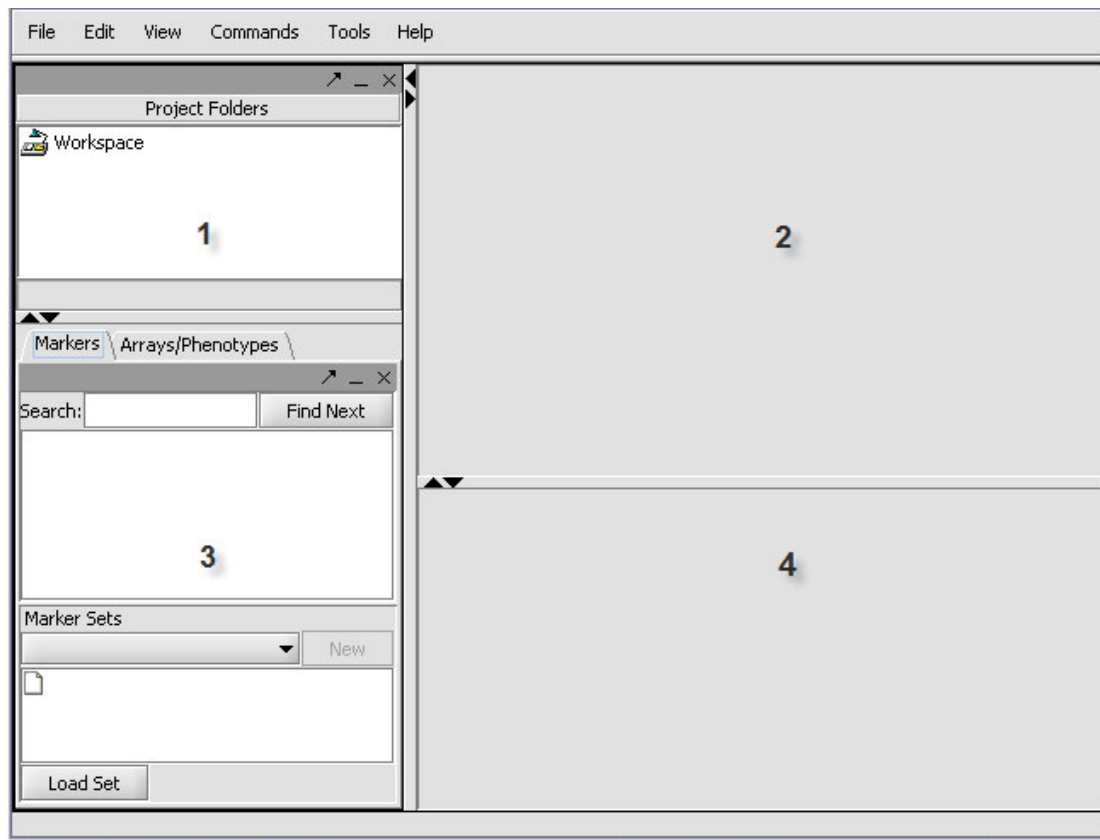 File Edit View Commands Tools Help
Project Folders
Workspace
1
2
Markers Arrays/Phenotypes
Search: Find Next
3
4
Marker Sets
New
Load Set